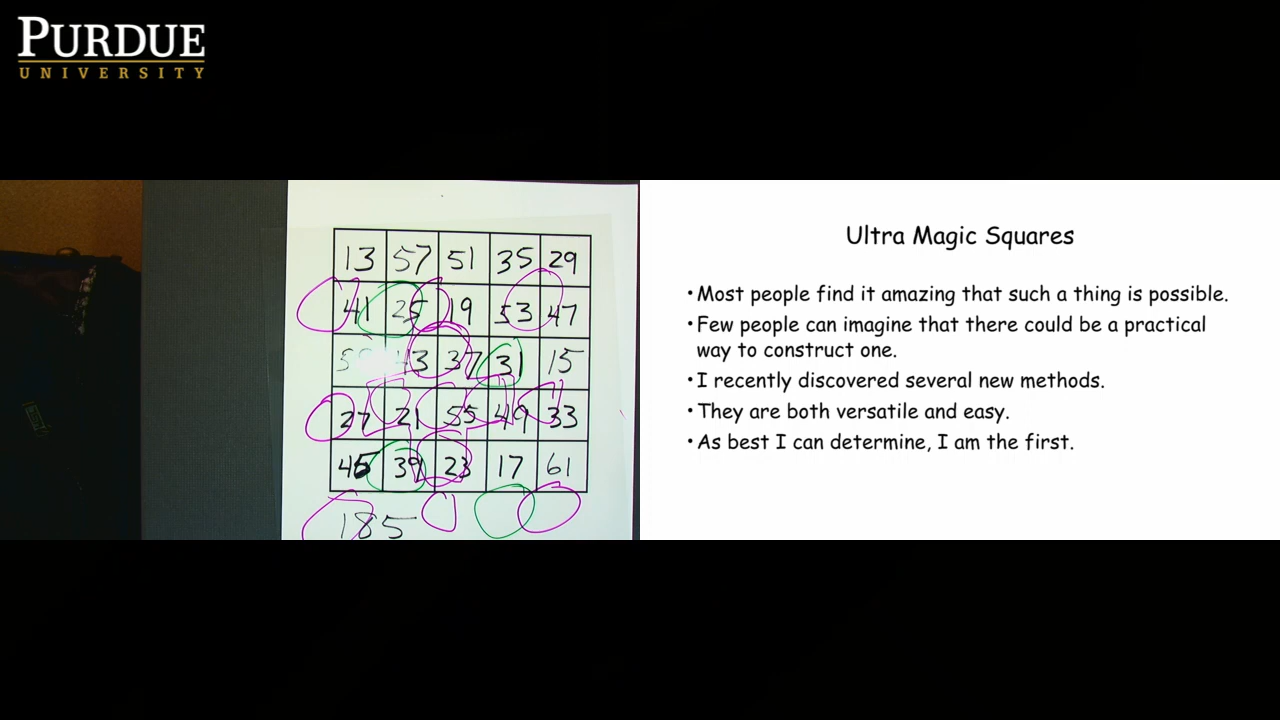 PURDUE
UNIVERSITY
13 57 51 35 29
41 25 19 53 47
43 37 31 15
27 21 55 49 33
45 39 23 17 61
185
Ultra Magic Squares
• Most people find it amazing that such a thing is possible.
• Few people can imagine that there could be a practical
way to construct one.
• I recently discovered several new methods.
• They are both versatile and easy.
• As best I can determine, I am the first.